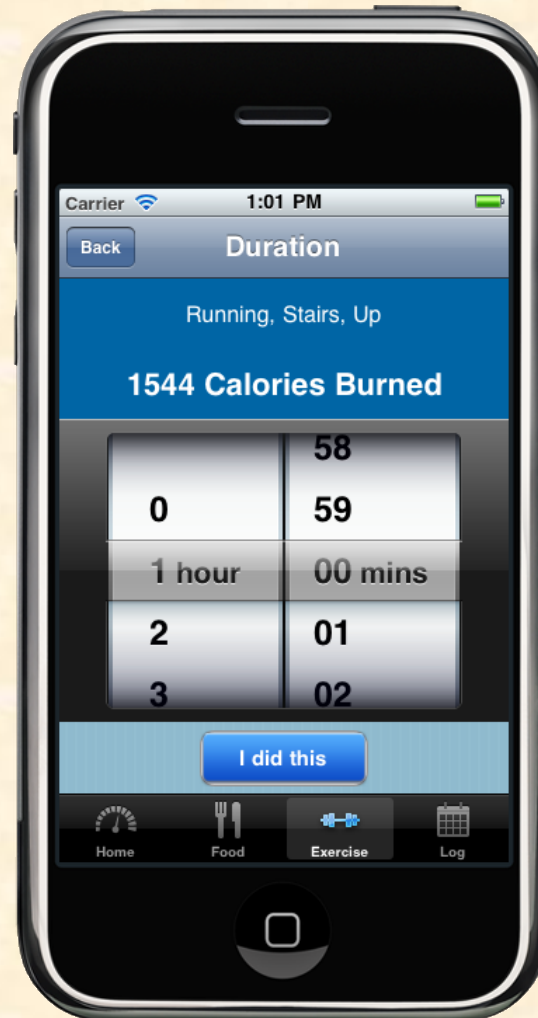 Carrier 1:01 PM
Back Duration
Running, Stairs, Up
1544 Calories Burned
58
0 59
1 hour 00 mins
2 01
3 02
I did this
Home Food Exercise Log